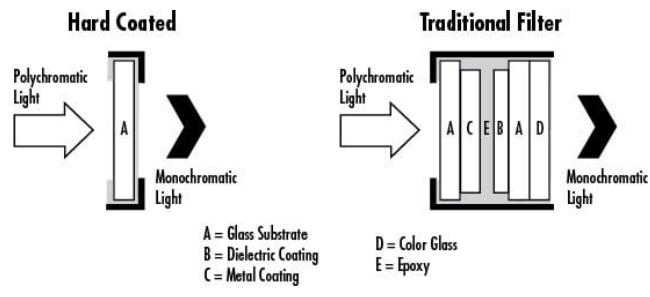 Hard Coated
Polychromatic
Light
A
Monochromatic
Light
Traditional Filter
Polychromatic
Light
A C E B A D
Monochromatic
Light
A = Glass Substrate
B = Dielectric Coating
C = Metal Coating
D = Color Glass
E = Epoxy